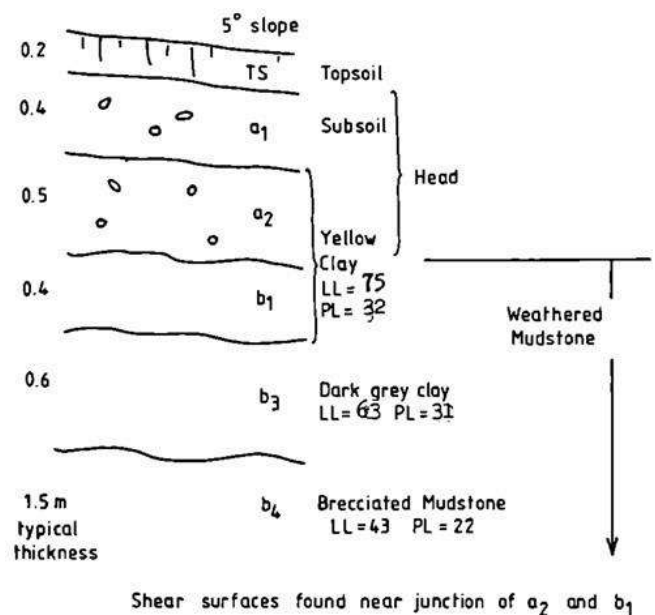 5° slope
0.2
TS
Topsoil
0.4
a1
Subsoil
Head
0.5
a2
Yellow
Clay
LL = 75
PL = 32
0.4
b1
Weathered
Mudstone
0.6
b3
Dark grey clay
LL = 63 PL = 31
1.5 m
typical
thickness
b4
Brecciated Mudstone
LL = 43 PL = 22
Shear surfaces found near junction of a2 and b1